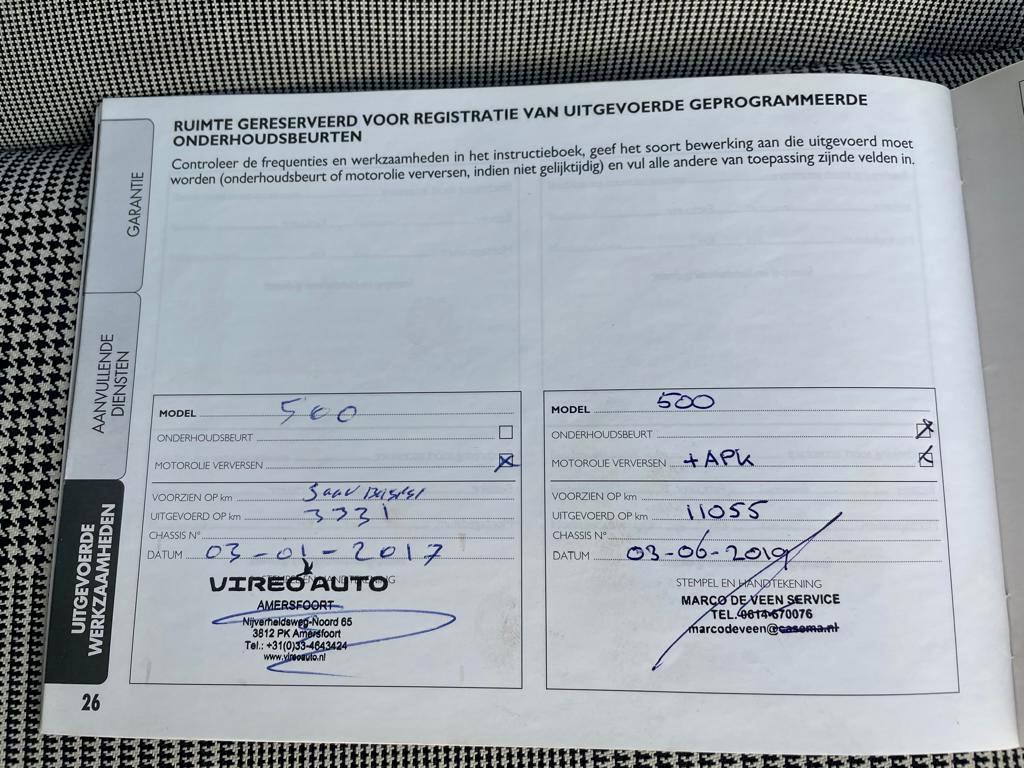 RUIMTE GERESERVEERD VOOR REGISTRATIE VAN UITGEVOERDE GEPROGRAMMEERDE
ONDERHOUDSBEURTEN
Controleer de frequenties en werkzaamheden in het instructieboek, geef het soort bewerking aan die uitgevoerd moet
worden (onderhoudsbeurt of motorolie verversen, indien niet gelijktijdig) en vul alle andere van toepassing zijnde velden in.
GARANTIE
AANVULLENDE
DIENSTEN
UITGEVOERDE
WERKZAAMHEDEN
MODEL 500
ONDERHOUDSBEURT
MOTOROLIE VERVERSEN
VOORZIEN OP km
UITGEVOERD OP km 3331
CHASSIS N°
DATUM 03-01-2017
VIREO AUTO
AMERSFOORT
Nijverheidsweg-Noord 65
3812 PK Amersfoort
Tel.: +31(0)33-4643424
www.vireoauto.nl
MODEL 500
ONDERHOUDSBEURT
MOTOROLIE VERVERSEN + APK
VOORZIEN OP km
UITGEVOERD OP km 11055
CHASSIS N°
DATUM 03-06-2019
STEMPEL EN HANDTEKENING
MARCO DE VEEN SERVICE
TEL. 0614-670076
marcodeveen@casema.nl
26